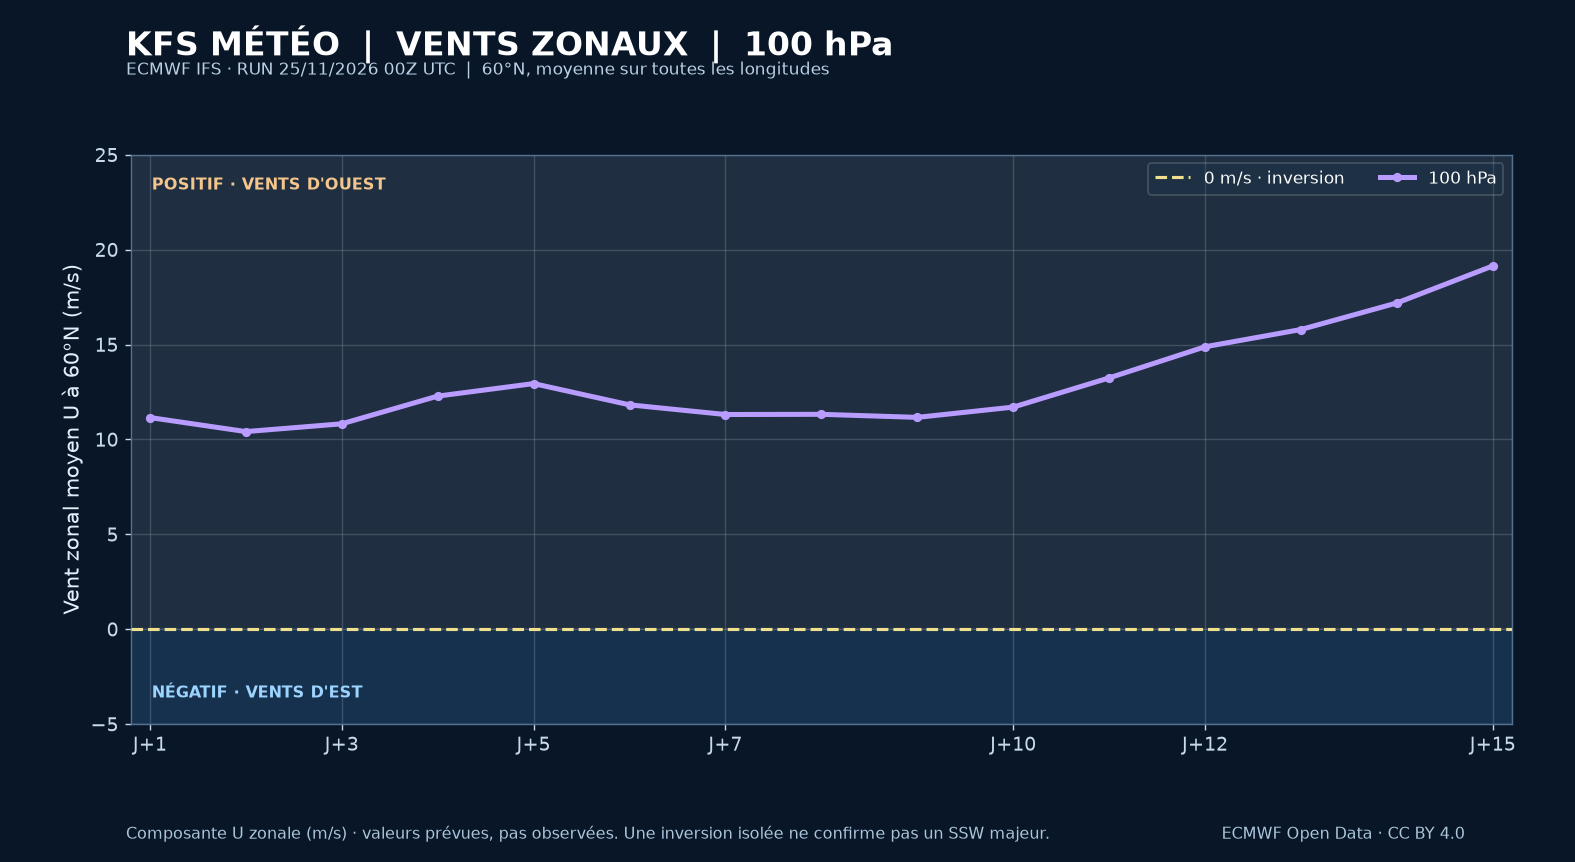 KFS MÉTÉO | VENTS ZONAUX | 100 hPa
ECMWF IFS · RUN 25/11/2026 00Z UTC | 60°N, moyenne sur toutes les longitudes
POSITIF · VENTS D'OUEST
0 m/s · inversion
100 hPa
Vent zonal moyen U à 60°N (m/s)
25
20
15
10
5
0
−5
NÉGATIF · VENTS D'EST
J+1 J+3 J+5 J+7 J+10 J+12 J+15
Composante U zonale (m/s) · valeurs prévues, pas observées. Une inversion isolée ne confirme pas un SSW majeur.
ECMWF Open Data · CC BY 4.0